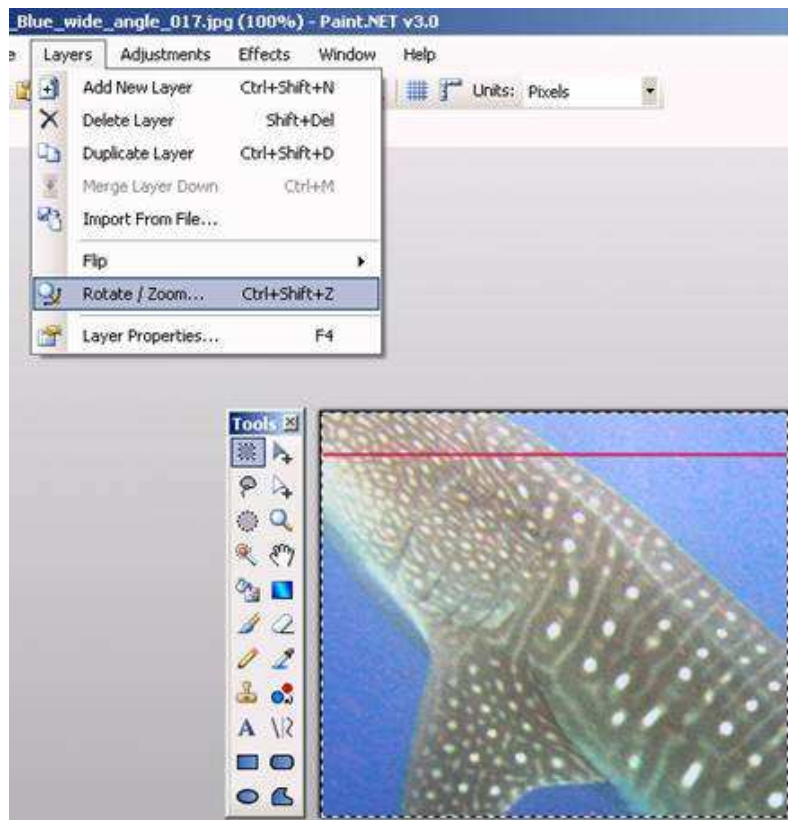 _Blue_wide_angle_017.jpg (100%) - Paint.NET v3.0
Layers Adjustments Effects Window Help
Units: Pixels
Add New Layer Ctrl+Shift+N
Delete Layer Shift+Del
Duplicate Layer Ctrl+Shift+D
Merge Layer Down Ctrl+M
Import From File...
Flip
Rotate / Zoom... Ctrl+Shift+Z
Layer Properties... F4
Tools